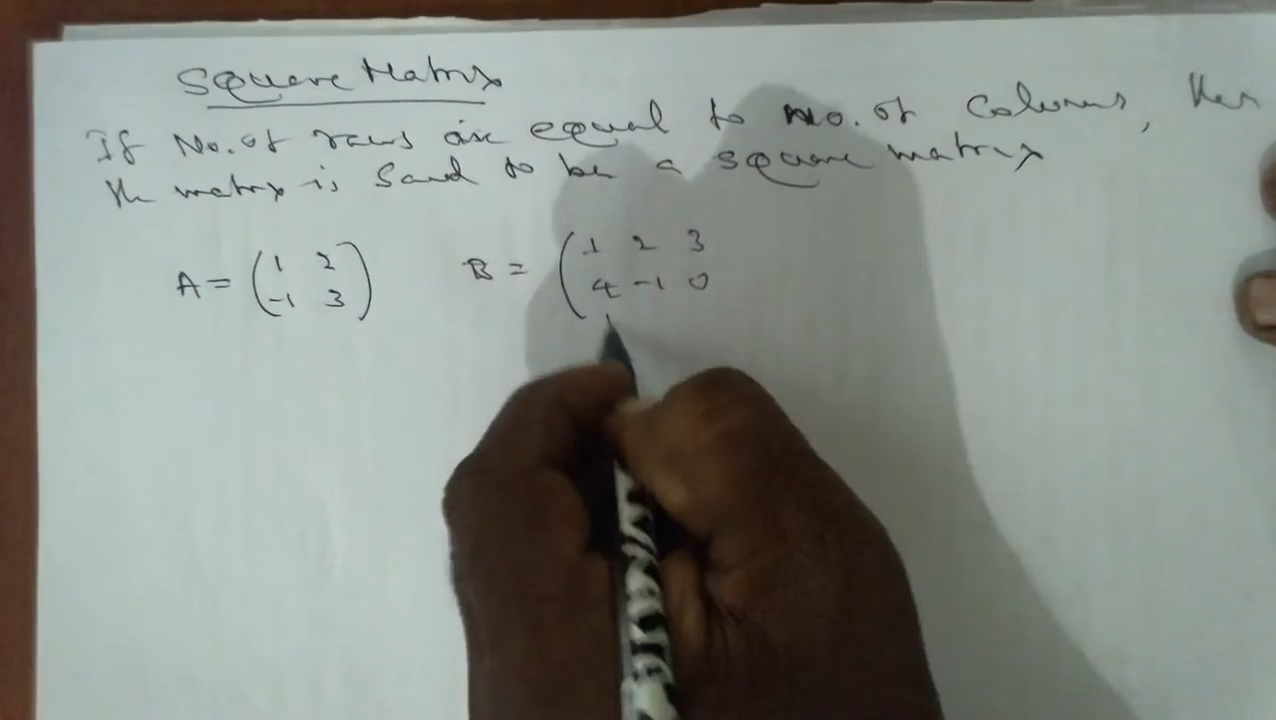 Square Matrix
If No. of rows are equal to no. of columns, then
the matrix is said to be a square matrix
A = ( 1 2 B = ( 1 2 3
-1 3 ) 4 -1 0